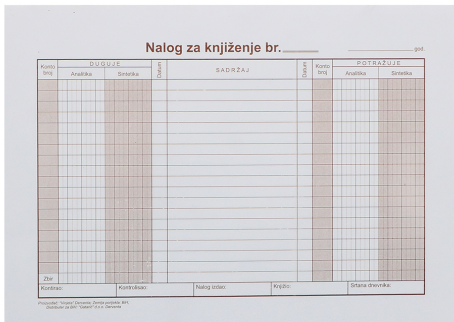 Nalog za knjiženje br.
god.
Konto broj
DUGUJE
Analitika
Sintetika
Datum
SADRŽAJ
Datum
Konto broj
POTRAŽUJE
Analitika
Sintetika
Zbir
Kontirao:
Kontrolisao:
Nalog izdao:
Knjižio:
Srtana dnevnika: